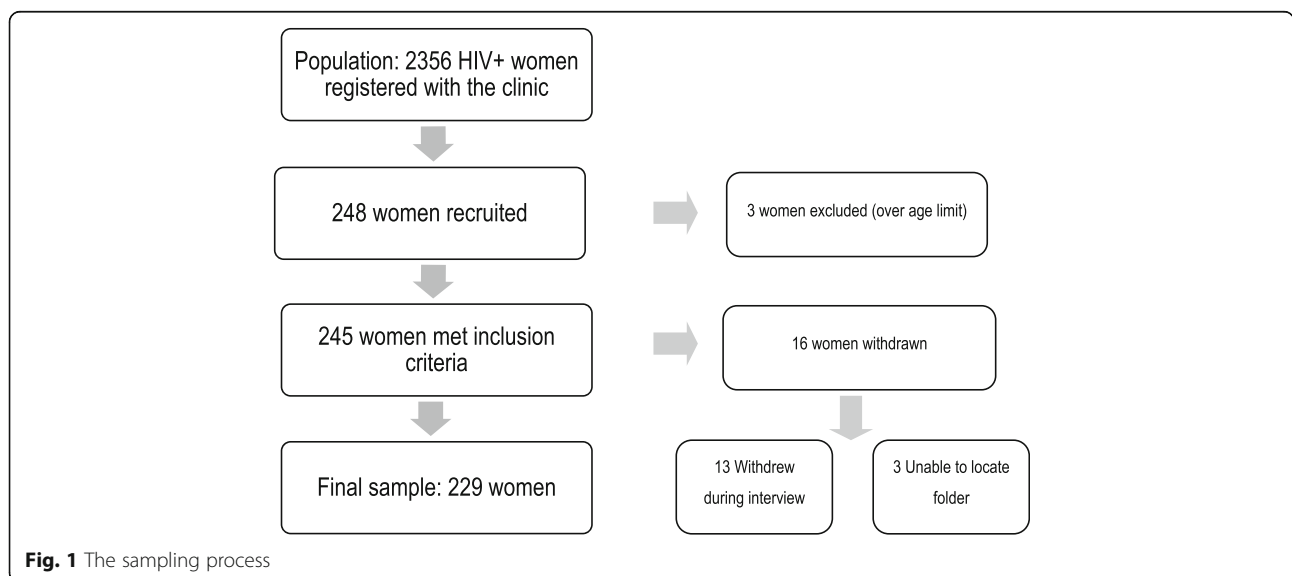 Population: 2356 HIV+ women
registered with the clinic
248 women recruited
3 women excluded (over age limit)
245 women met inclusion
criteria
16 women withdrawn
Final sample: 229 women
13 Withdrew
during interview
3 Unable to locate
folder
Fig. 1 The sampling process